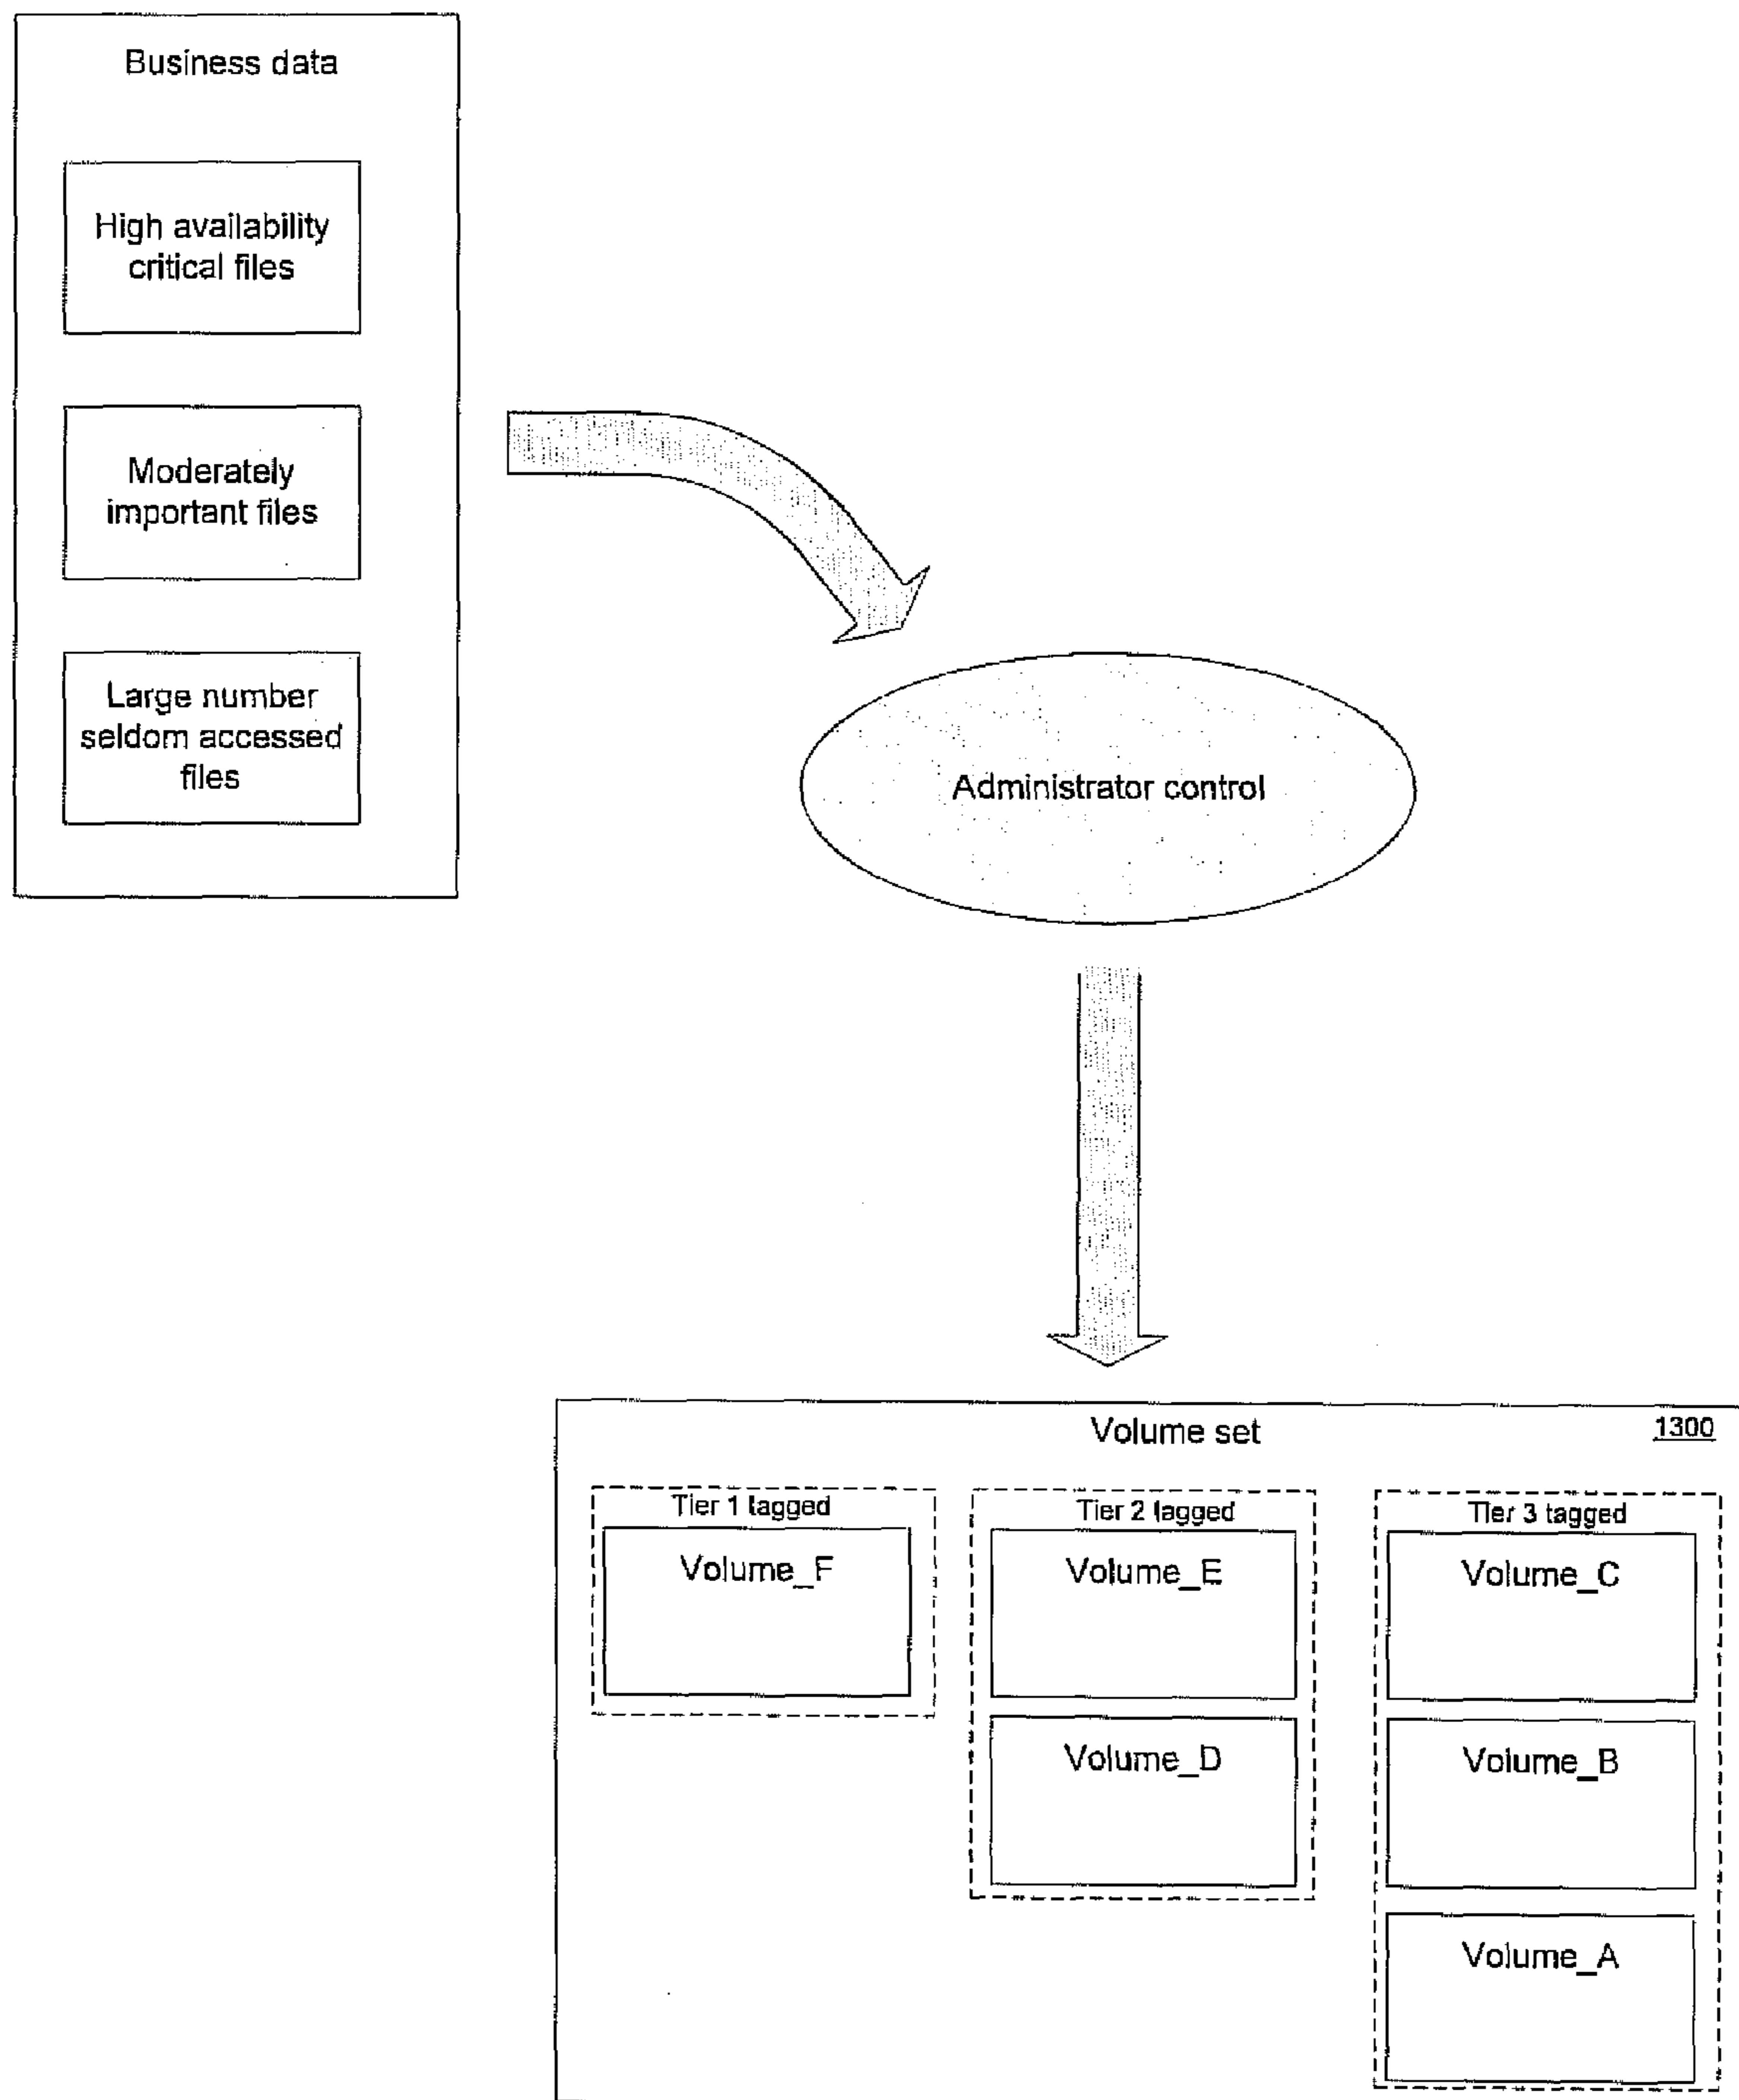 Business data
High availability
critical files
Moderately
important files
Large number
seldom accessed
files
Administrator control
Volume set
1300
Tier 1 tagged
Volume_F
Tier 2 tagged
Volume_E
Volume_D
Tier 3 tagged
Volume_C
Volume_B
Volume_A